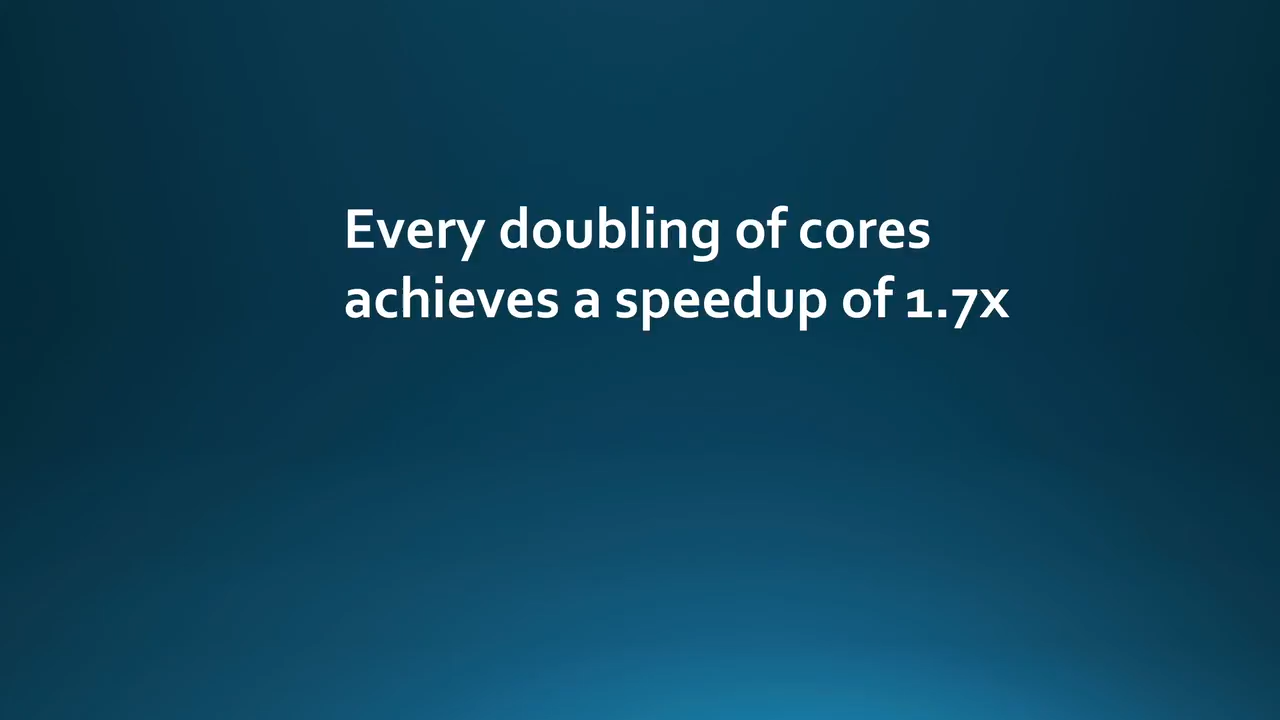 Every doubling of cores
achieves a speedup of 1.7x